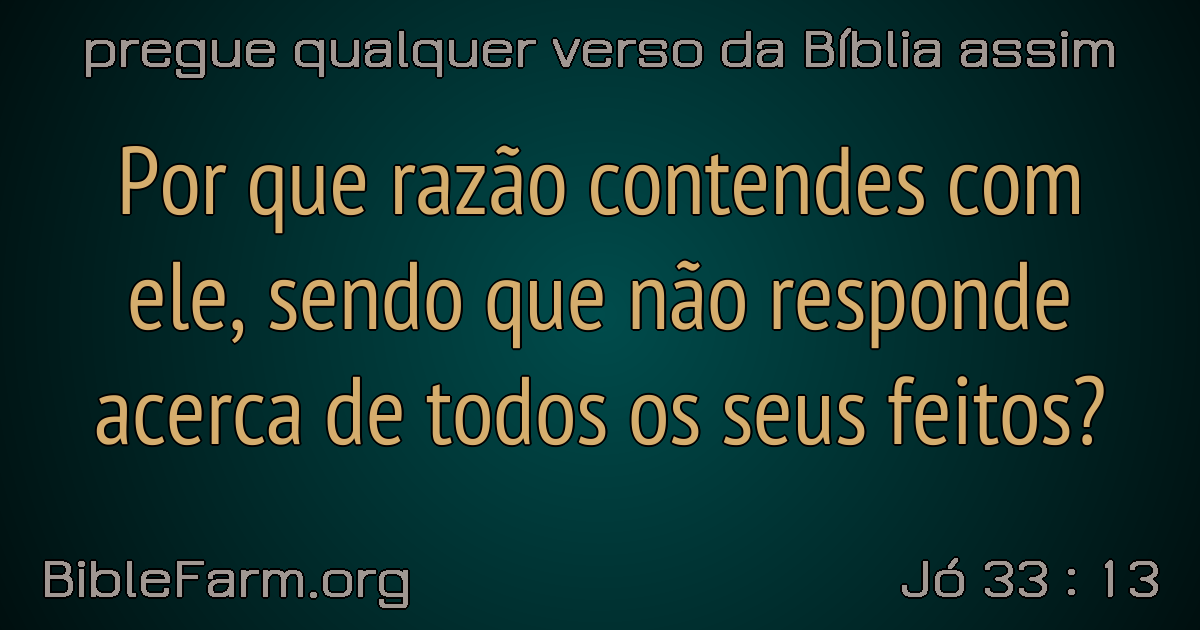 pregue qualquer verso da Bíblia assim
Por que razão contendes com
ele, sendo que não responde
acerca de todos os seus feitos?
BibleFarm.org
Jó 33 : 13